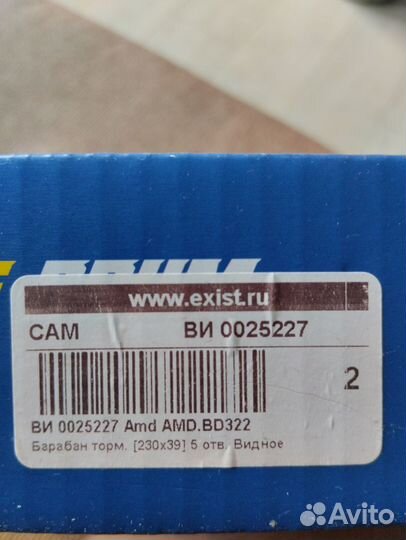 www.exist.ru
САМ ВИ 0025227
2
ВИ 0025227 Amd AMD.BD322
Барабан торм. [230x39] 5 отв. Видное
Avito